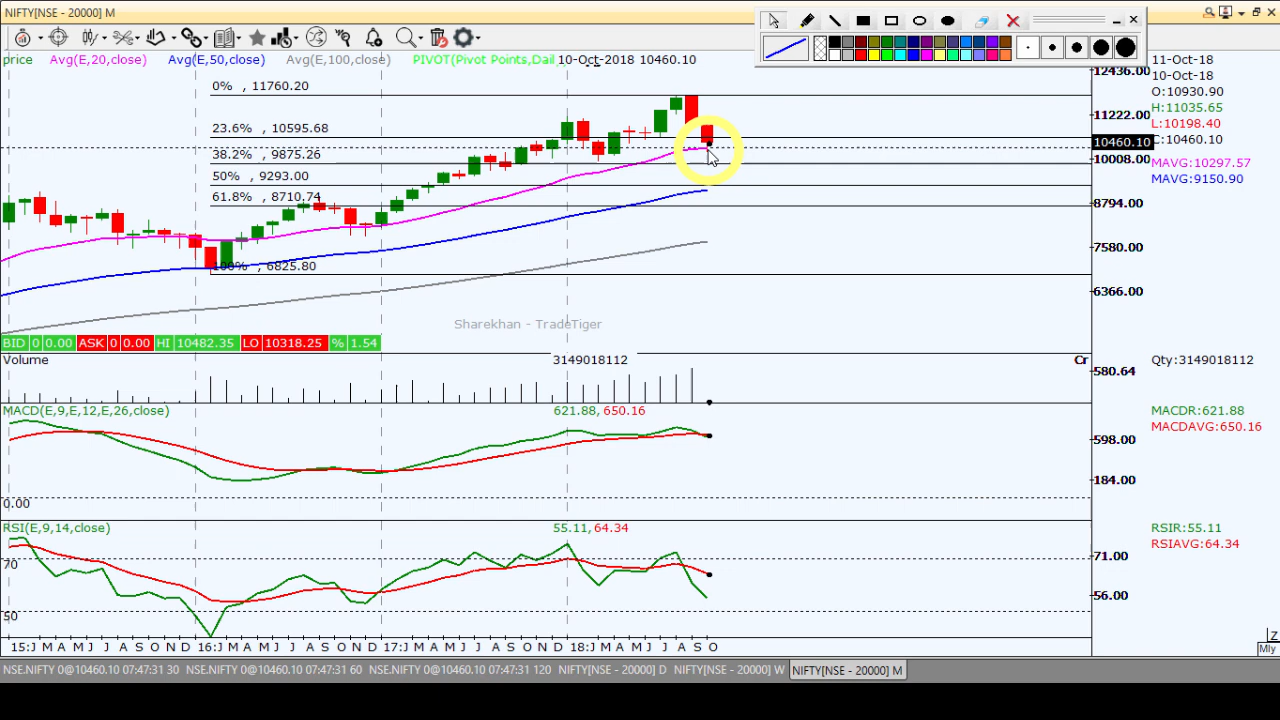 NIFTY[NSE - 20000] M
price Avg(E,20,close) Avg(E,50,close) Avg(E,100,close) PIVOT(Pivot Points,Dail 10-Oct-2018 10460.10
0% , 11760.20
23.6% , 10595.68
38.2% , 9875.26
50% , 9293.00
61.8% , 8710.74
100% , 6825.80
12436.00
11222.00
10460.10
10008.00
8794.00
7580.00
6366.00
11-Oct-18
10-Oct-18
O:10930.90
H:11035.65
L:10198.40
C:10460.10
MAVG:10297.57
MAVG:9150.90
Sharekhan - TradeTiger
BID 0 0.00 ASK 0 0.00 HI 10482.35 LO 10318.25 % 1.54
Volume 3149018112 Cr
580.64
Qty:3149018112
MACD(E,9,E,12,E,26,close) 621.88, 650.16
598.00
184.00
0.00
MACDR:621.88
MACDAVG:650.16
RSI(E,9,14,close) 55.11, 64.34
70
50
71.00
56.00
RSIR:55.11
RSIAVG:64.34
15:J F M A M J J A S O N D 16:J F M A M J J A S O N D 17:J F M A M J J A S O N D 18:J F M A M J J A S O
Z
Mly
NSE.NIFTY 0@10460.10 07:47:31 30 NSE.NIFTY 0@10460.10 07:47:31 60 NSE.NIFTY 0@10460.10 07:47:31 120 NIFTY[NSE - 20000] D NIFTY[NSE - 20000] W NIFTY[NSE - 20000] M